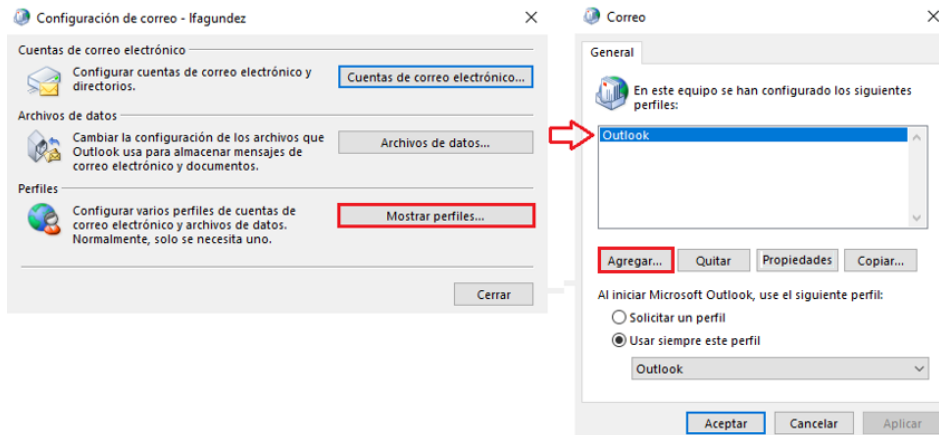 Configuración de correo - lfagundez
Cuentas de correo electrónico
Configurar cuentas de correo electrónico y
directorios.
Cuentas de correo electrónico...
Archivos de datos
Cambiar la configuración de los archivos que
Outlook usa para almacenar mensajes de
correo electrónico y documentos.
Archivos de datos...
Perfiles
Configurar varios perfiles de cuentas de
correo electrónico y archivos de datos.
Normalmente, solo se necesita uno.
Mostrar perfiles...
Cerrar
Correo
General
En este equipo se han configurado los siguientes
perfiles:
Outlook
Agregar...
Quitar
Propiedades
Copiar...
Al iniciar Microsoft Outlook, use el siguiente perfil:
Solicitar un perfil
Usar siempre este perfil
Outlook
Aceptar
Cancelar
Aplicar